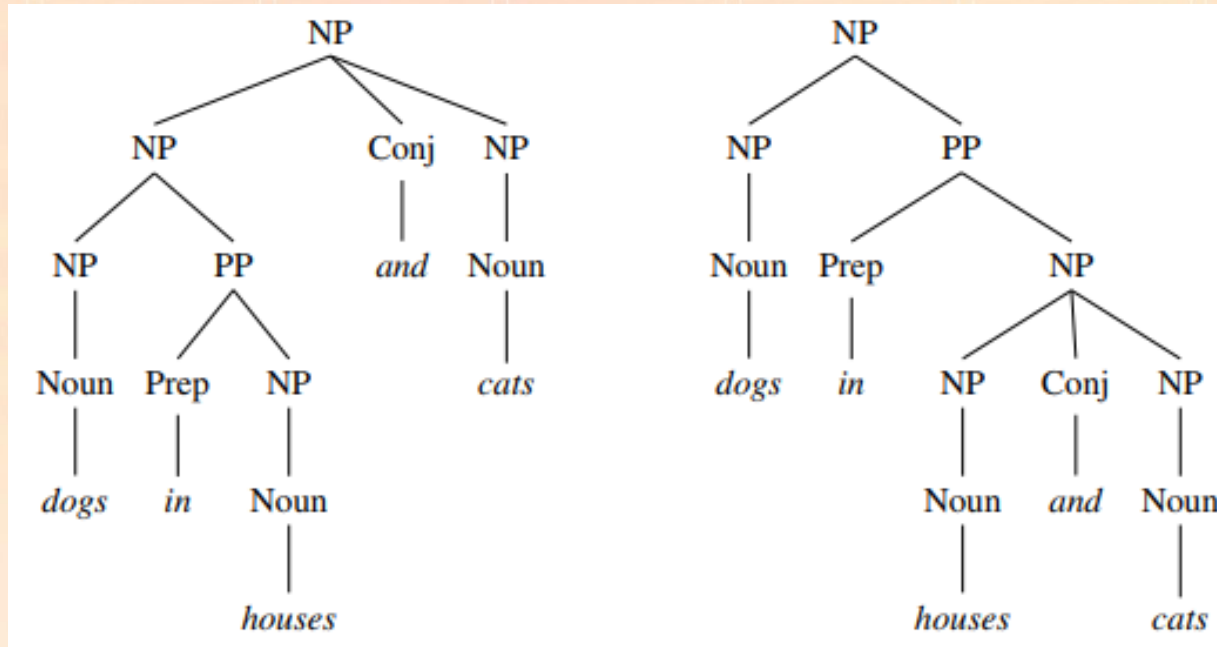 NP NP
NP Conj NP NP PP
NP PP and Noun Noun Prep NP
Noun Prep NP cats dogs in NP Conj NP
dogs in Noun Noun and Noun
houses houses cats